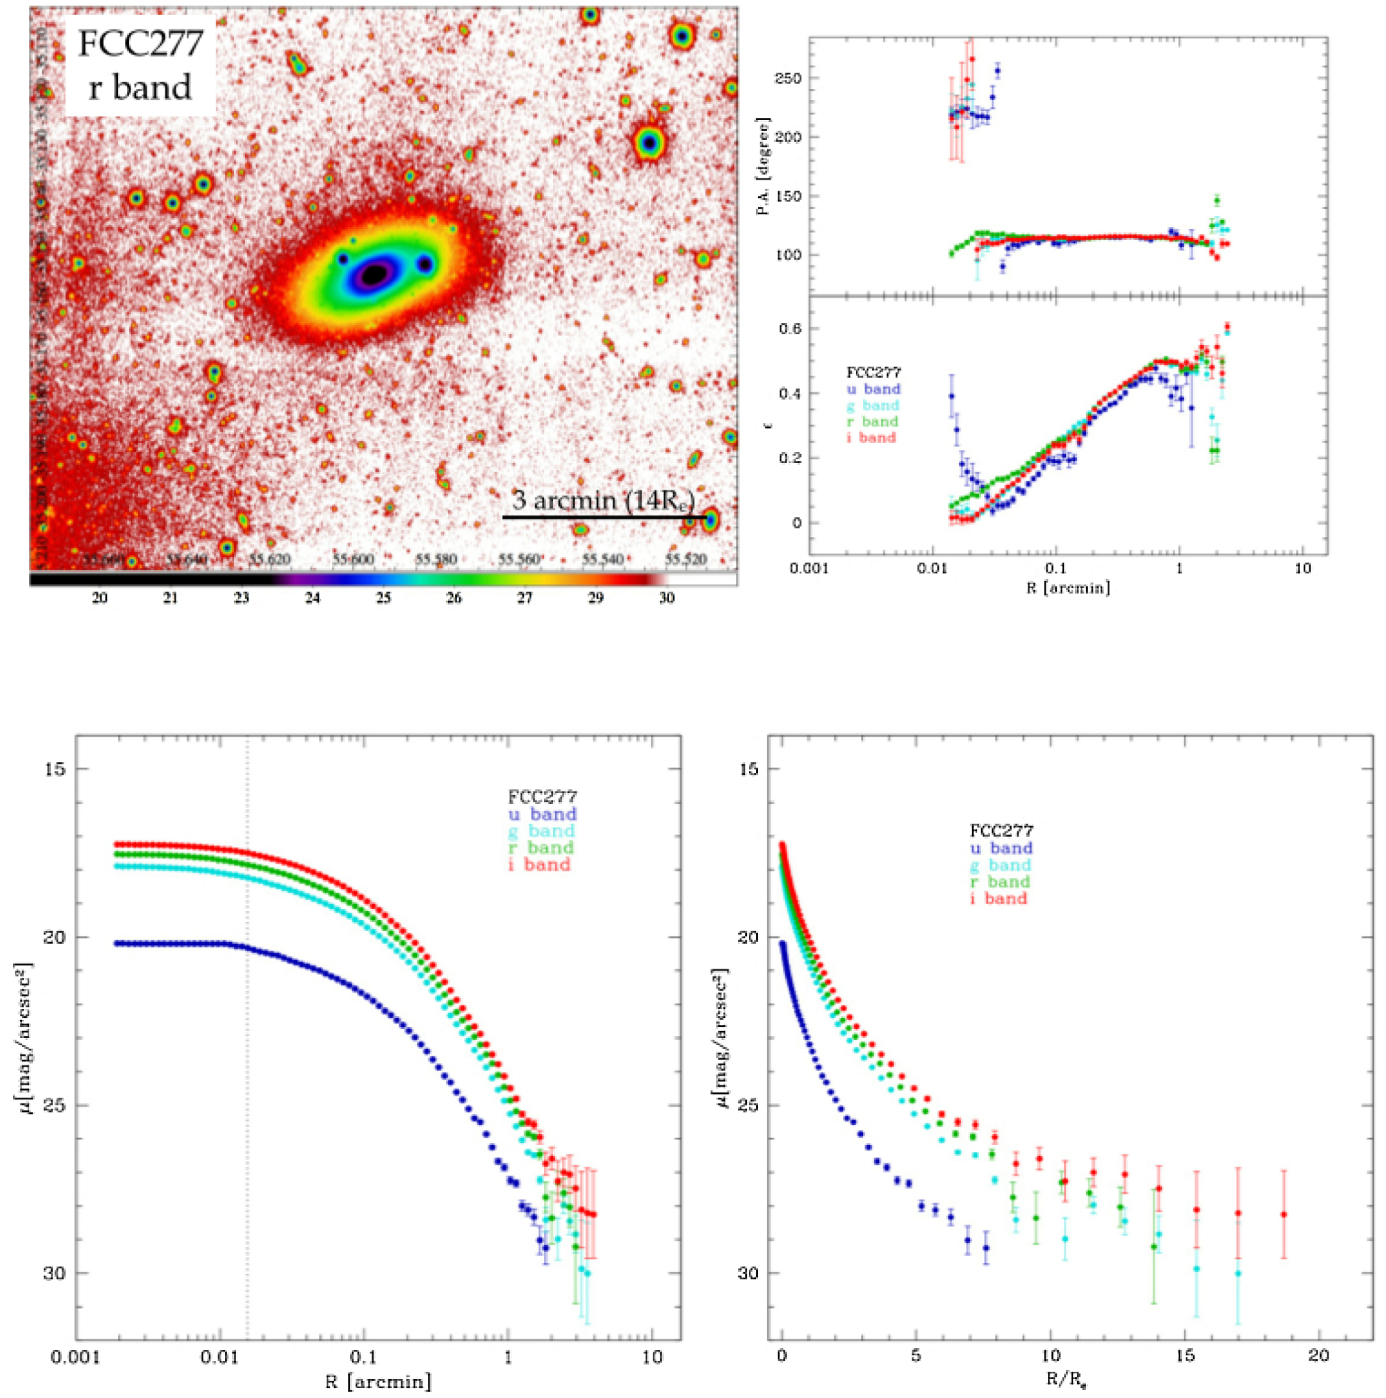 FCC277
r band
3 arcmin (14Rₑ)
55.640 55.620 55.600 55.580 55.560 55.540 55.520
20 21 23 24 25 26 27 29 30
250
200
150
100
P.A. [degree]
0.6
0.4
0.2
0
ε
FCC277
u band
g band
r band
i band
0.001 0.01 0.1 1 10
R [arcmin]
15
20
25
30
μ[mag/arcsec²]
FCC277
u band
g band
r band
i band
0.001 0.01 0.1 1 10
R [arcmin]
15
20
25
30
μ[mag/arcsec²]
FCC277
u band
g band
r band
i band
0 5 10 15 20
R/Rₑ